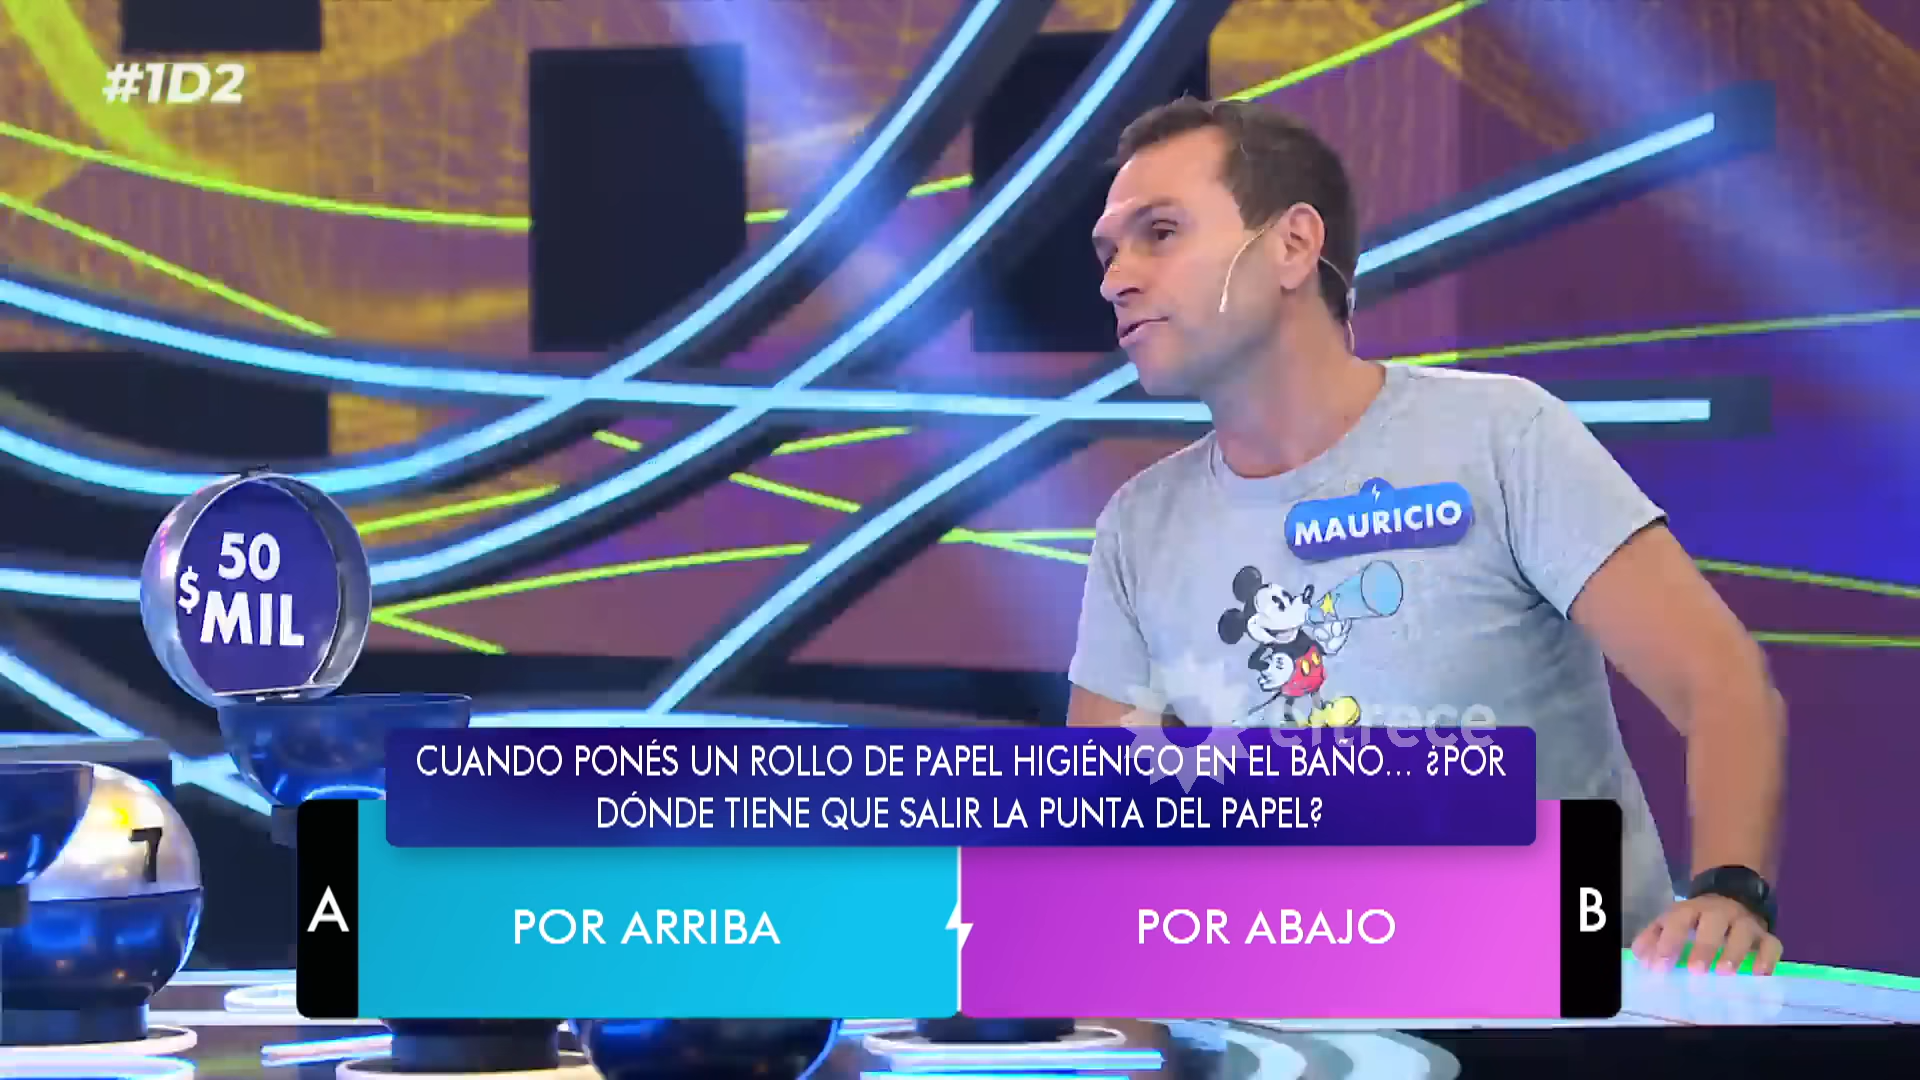 #1D2
50
$ MIL
MAURICIO
eltrece
7
CUANDO PONÉS UN ROLLO DE PAPEL HIGIÉNICO EN EL BAÑO... ¿POR
DÓNDE TIENE QUE SALIR LA PUNTA DEL PAPEL?
A
POR ARRIBA
POR ABAJO
B